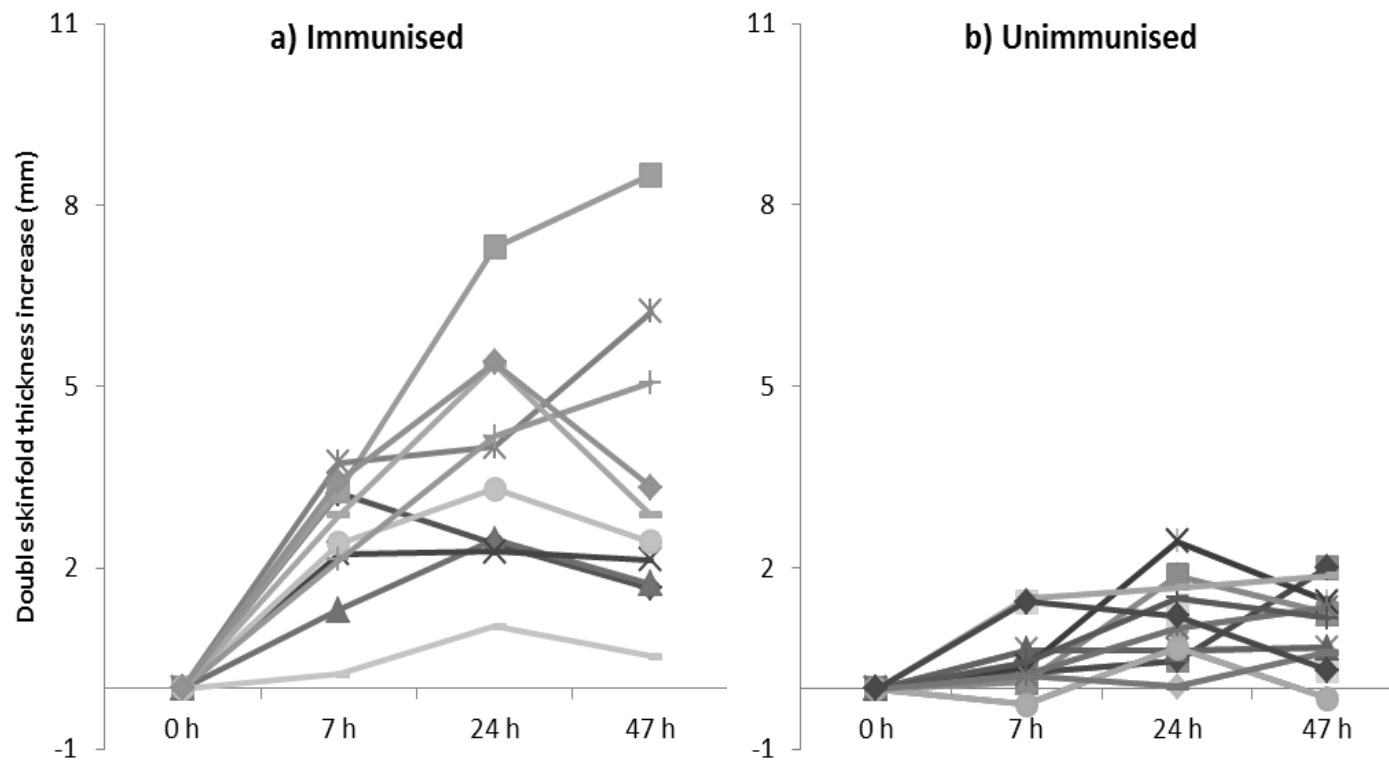 a) Immunised
Double skinfold thickness increase (mm)
11
8
5
2
-1
0 h 7 h 24 h 47 h
b) Unimmunised
11
8
5
2
-1
0 h 7 h 24 h 47 h